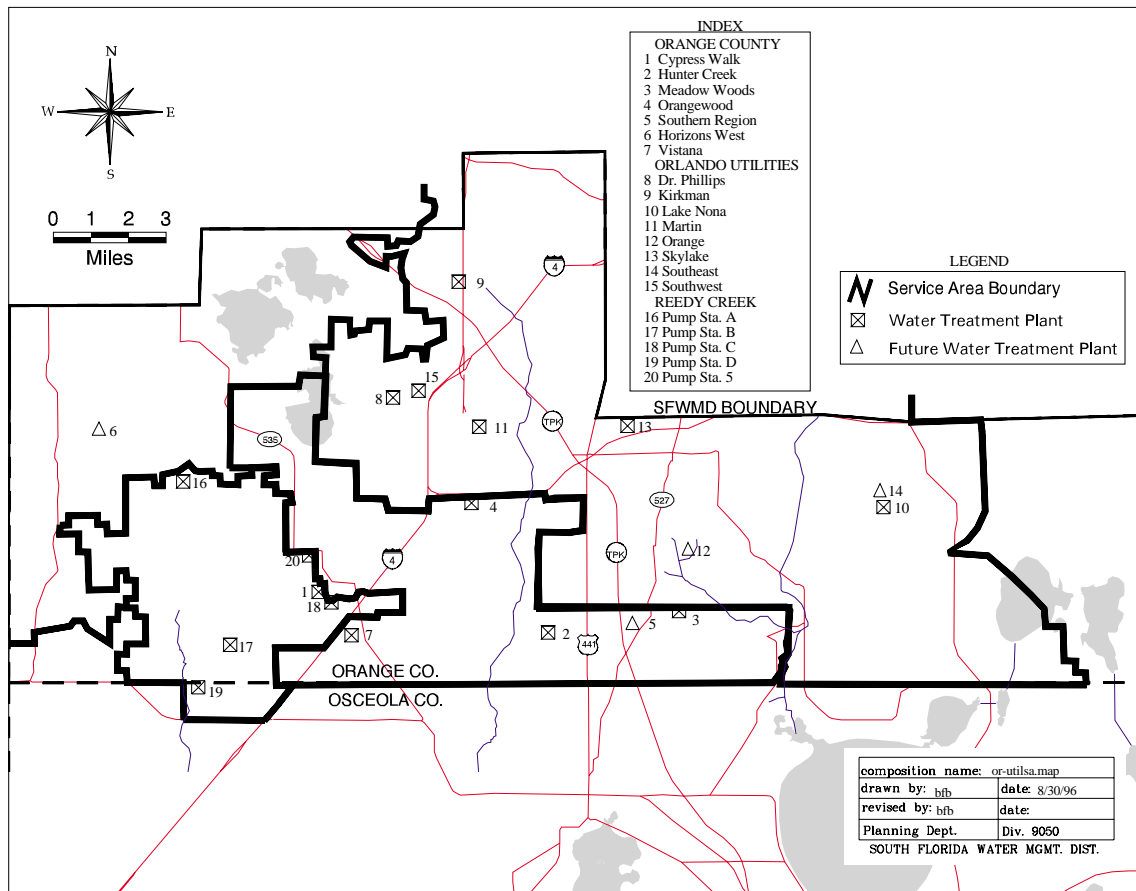 INDEX
ORANGE COUNTY
1 Cypress Walk
2 Hunter Creek
3 Meadow Woods
4 Orangewood
5 Southern Region
6 Horizons West
7 Vistana
ORLANDO UTILITIES
8 Dr. Phillips
9 Kirkman
10 Lake Nona
11 Martin
12 Orange
13 Skylake
14 Southeast
15 Southwest
REEDY CREEK
16 Pump Sta. A
17 Pump Sta. B
18 Pump Sta. C
19 Pump Sta. D
20 Pump Sta. 5
N
W E
S
0 1 2 3
Miles
LEGEND
Service Area Boundary
Water Treatment Plant
Future Water Treatment Plant
SFWMD BOUNDARY
4
9
15
8
TPK
11
13
6
535
16
14
10
527
4
12
TPK
4
20
1
18
7
2
5
3
441
17
19
ORANGE CO.
OSCEOLA CO.
composition name: or-utilsa.map
drawn by: bfb date: 8/30/96
revised by: bfb date:
Planning Dept. Div. 9050
SOUTH FLORIDA WATER MGMT. DIST.